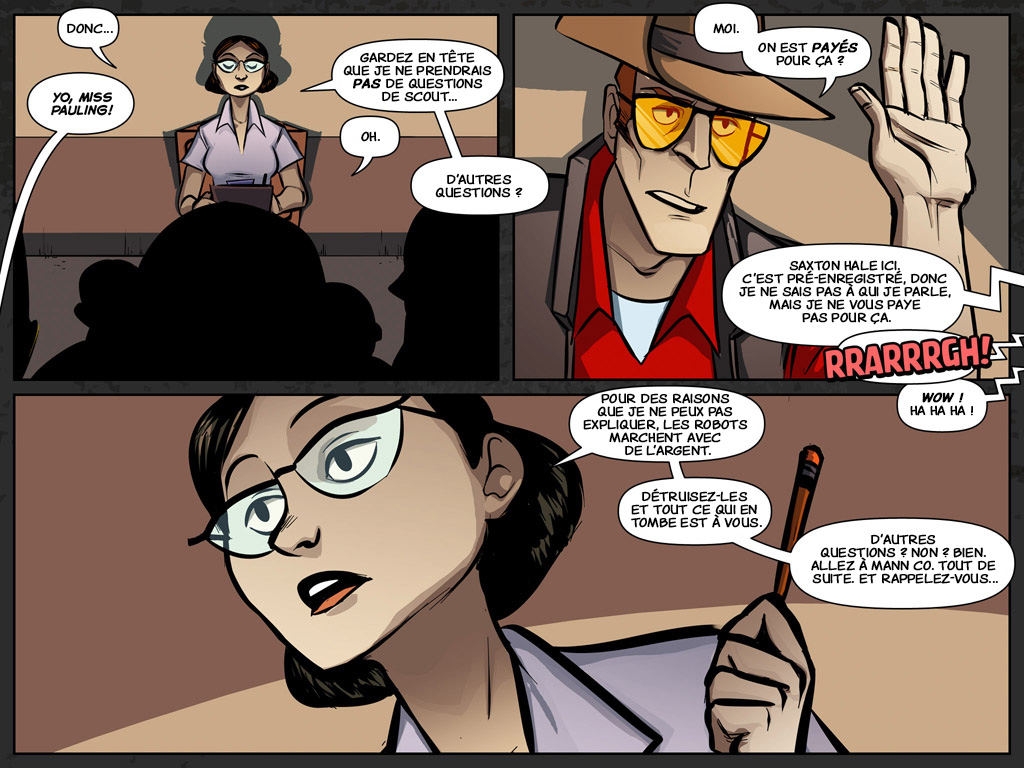 DONC...
YO, MISS
PAULING!
GARDEZ EN TÊTE
QUE JE NE PRENDRAIS
PAS DE QUESTIONS
DE SCOUT...
OH.
D'AUTRES
QUESTIONS ?
MOI.
ON EST PAYÉS
POUR ÇA ?
SAXTON HALE ICI.
C'EST PRÉ-ENREGISTRÉ, DONC
JE NE SAIS PAS À QUI JE PARLE,
MAIS JE NE VOUS PAYE
PAS POUR ÇA.
RRARRRGH!
WOW !
HA HA HA !
POUR DES RAISONS
QUE JE NE PEUX PAS
EXPLIQUER, LES ROBOTS
MARCHENT AVEC
DE L'ARGENT.
DÉTRUISEZ-LES
ET TOUT CE QUI EN
TOMBE EST À VOUS.
D'AUTRES
QUESTIONS ? NON ? BIEN.
ALLEZ À MANN CO. TOUT DE
SUITE. ET RAPPELEZ-VOUS...